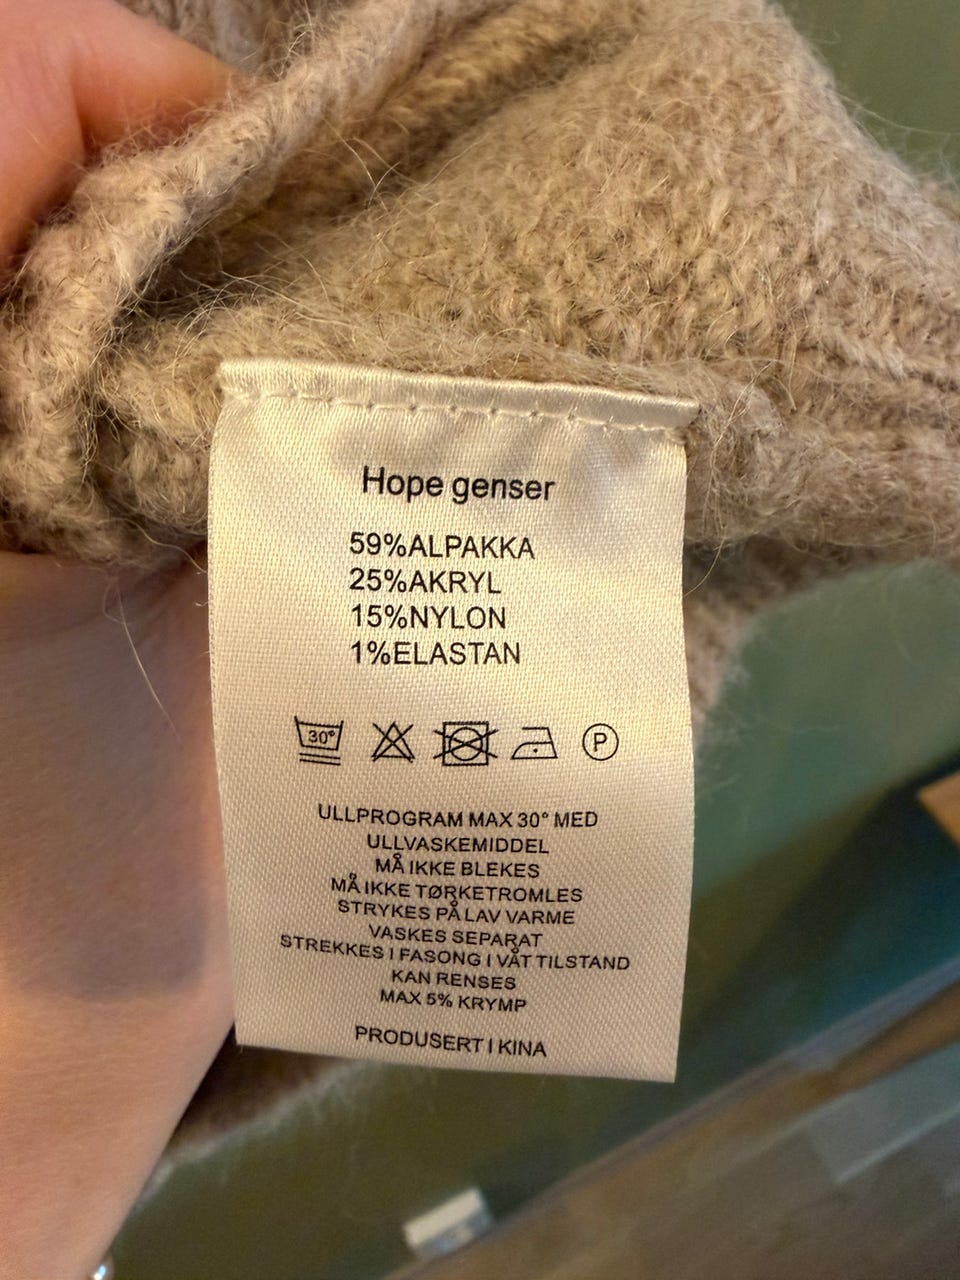 Hope genser
59%ALPAKKA
25%AKRYL
15%NYLON
1%ELASTAN
30° P
ULLPROGRAM MAX 30° MED
ULLVASKEMIDDEL
MÅ IKKE BLEKES
MÅ IKKE TØRKETROMLES
STRYKES PÅ LAV VARME
VASKES SEPARAT
STREKKES I FASONG I VÅT TILSTAND
KAN RENSES
MAX 5% KRYMP
PRODUSERT I KINA